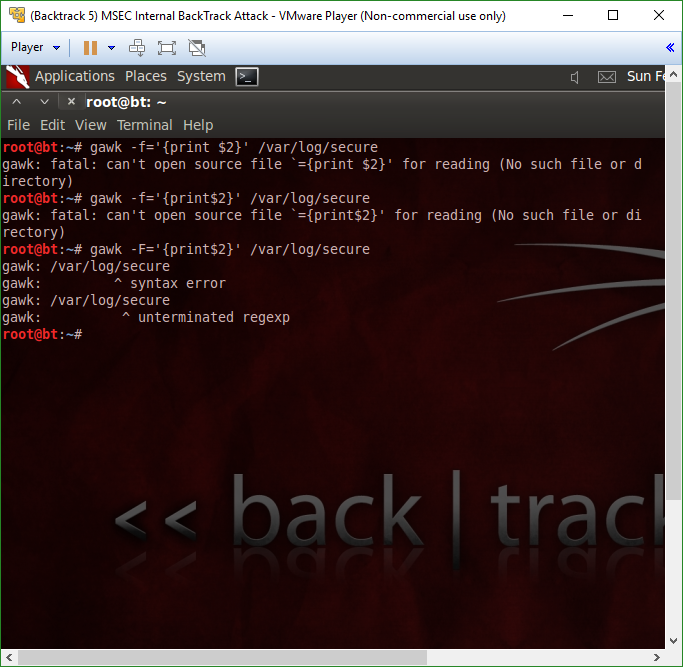 (Backtrack 5) MSEC Internal BackTrack Attack - VMware Player (Non-commercial use only)
Player
Applications Places System Sun Fe
root@bt: ~
File Edit View Terminal Help
root@bt:~# gawk -f='{print $2}' /var/log/secure
gawk: fatal: can't open source file `={print $2}' for reading (No such file or d
irectory)
root@bt:~# gawk -f='{print$2}' /var/log/secure
gawk: fatal: can't open source file `={print$2}' for reading (No such file or di
rectory)
root@bt:~# gawk -F='{print$2}' /var/log/secure
gawk: /var/log/secure
gawk:         ^ syntax error
gawk: /var/log/secure
gawk:          ^ unterminated regexp
root@bt:~#
<< back | track